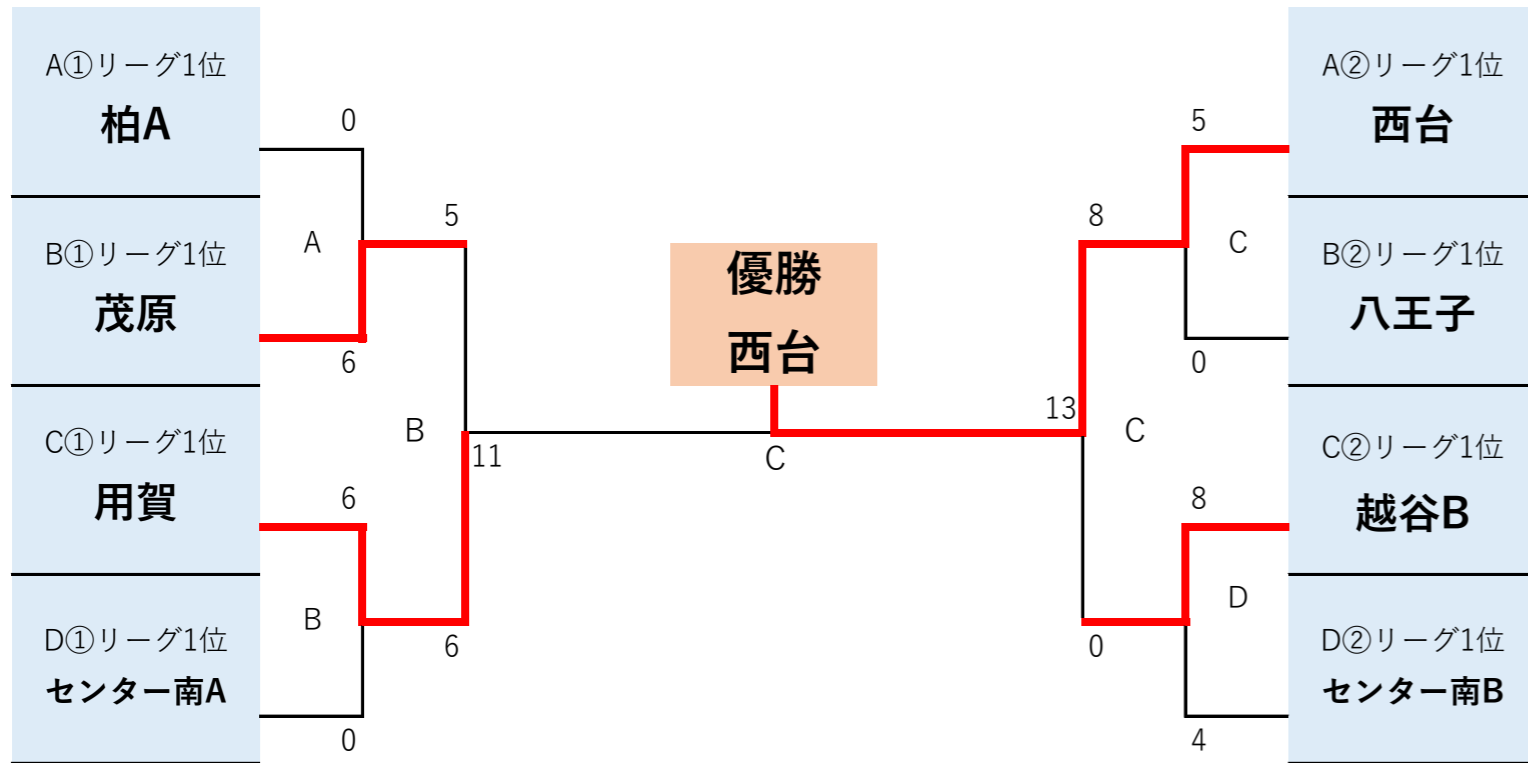 A①リーグ1位
柏A
B①リーグ1位
茂原
C①リーグ1位
用賀
D①リーグ1位
センター南A
0
A
6
6
B
0
5
B
11
6
優勝
西台
C
13
8
C
0
5
C
0
8
D
4
A②リーグ1位
西台
B②リーグ1位
八王子
C②リーグ1位
越谷B
D②リーグ1位
センター南B